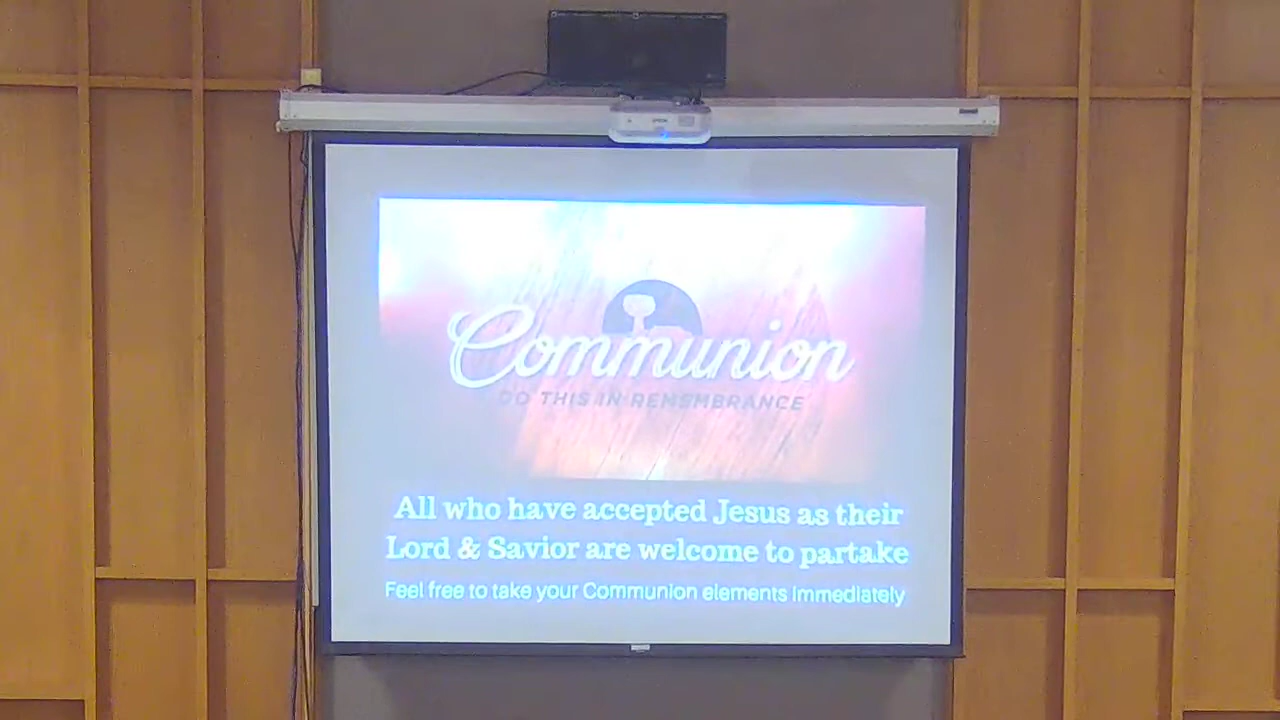 EPSON
Communion
DO THIS IN REMEMBRANCE
All who have accepted Jesus as their
Lord & Savior are welcome to partake
Feel free to take your Communion elements immediately